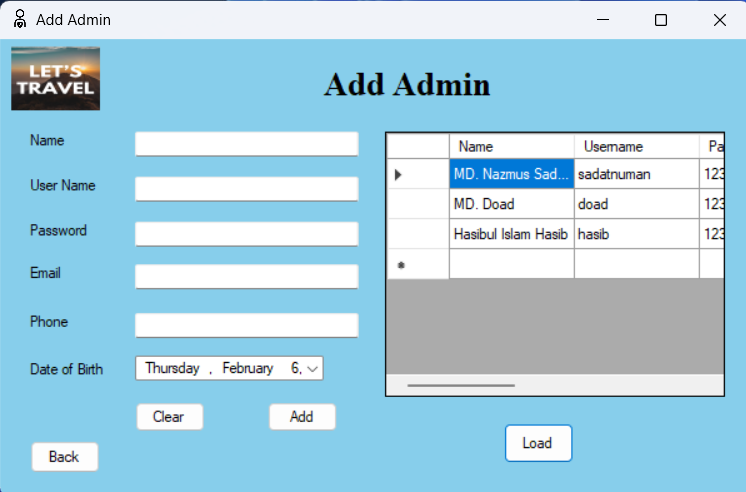 Add Admin
LET'S
TRAVEL
Add Admin
Name
User Name
Password
Email
Phone
Date of Birth
Thursday , February 6,
Clear
Add
Back
Name Username Pa
MD. Nazmus Sad... sadatnuman 123
MD. Doad doad 123
Hasibul Islam Hasib hasib 123
Load